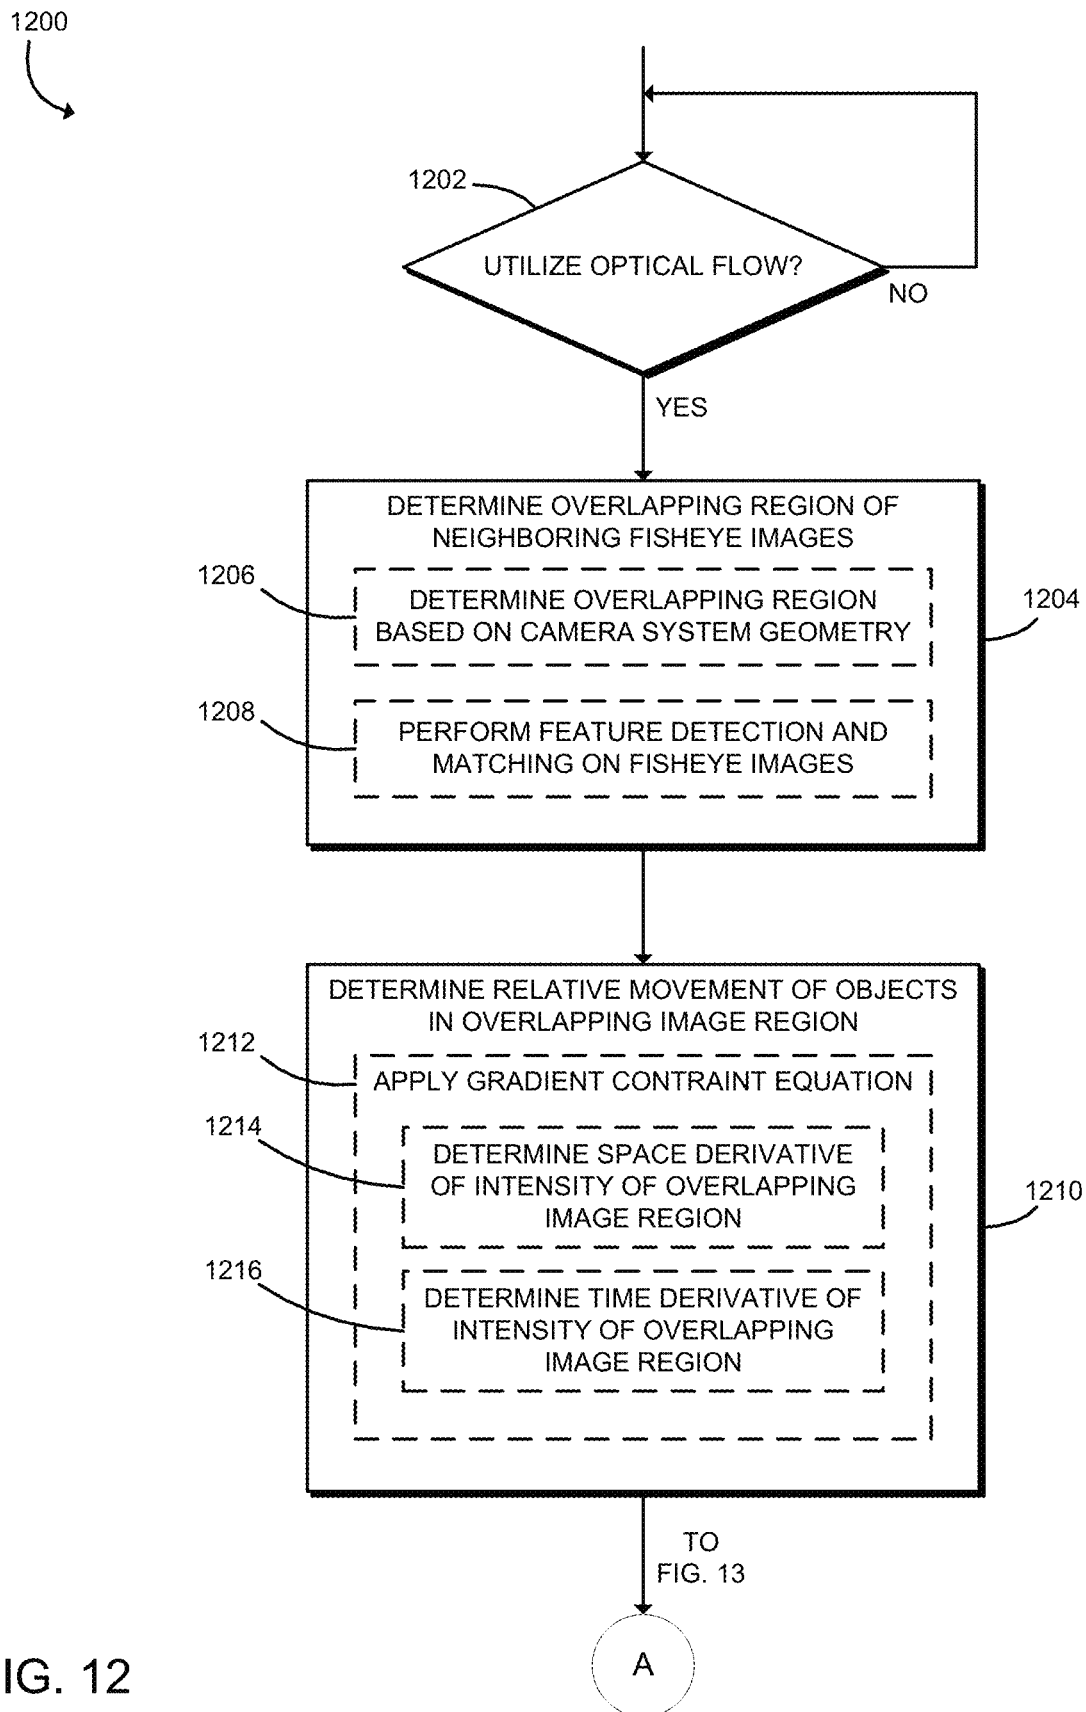 1200
1202
UTILIZE OPTICAL FLOW?
NO
YES
DETERMINE OVERLAPPING REGION OF
NEIGHBORING FISHEYE IMAGES
1206
DETERMINE OVERLAPPING REGION
BASED ON CAMERA SYSTEM GEOMETRY
1204
1208
PERFORM FEATURE DETECTION AND
MATCHING ON FISHEYE IMAGES
DETERMINE RELATIVE MOVEMENT OF OBJECTS
IN OVERLAPPING IMAGE REGION
1212
APPLY GRADIENT CONTRAINT EQUATION
1214
DETERMINE SPACE DERIVATIVE
OF INTENSITY OF OVERLAPPING
IMAGE REGION
1210
1216
DETERMINE TIME DERIVATIVE OF
INTENSITY OF OVERLAPPING
IMAGE REGION
TO
FIG. 13
A
IG. 12